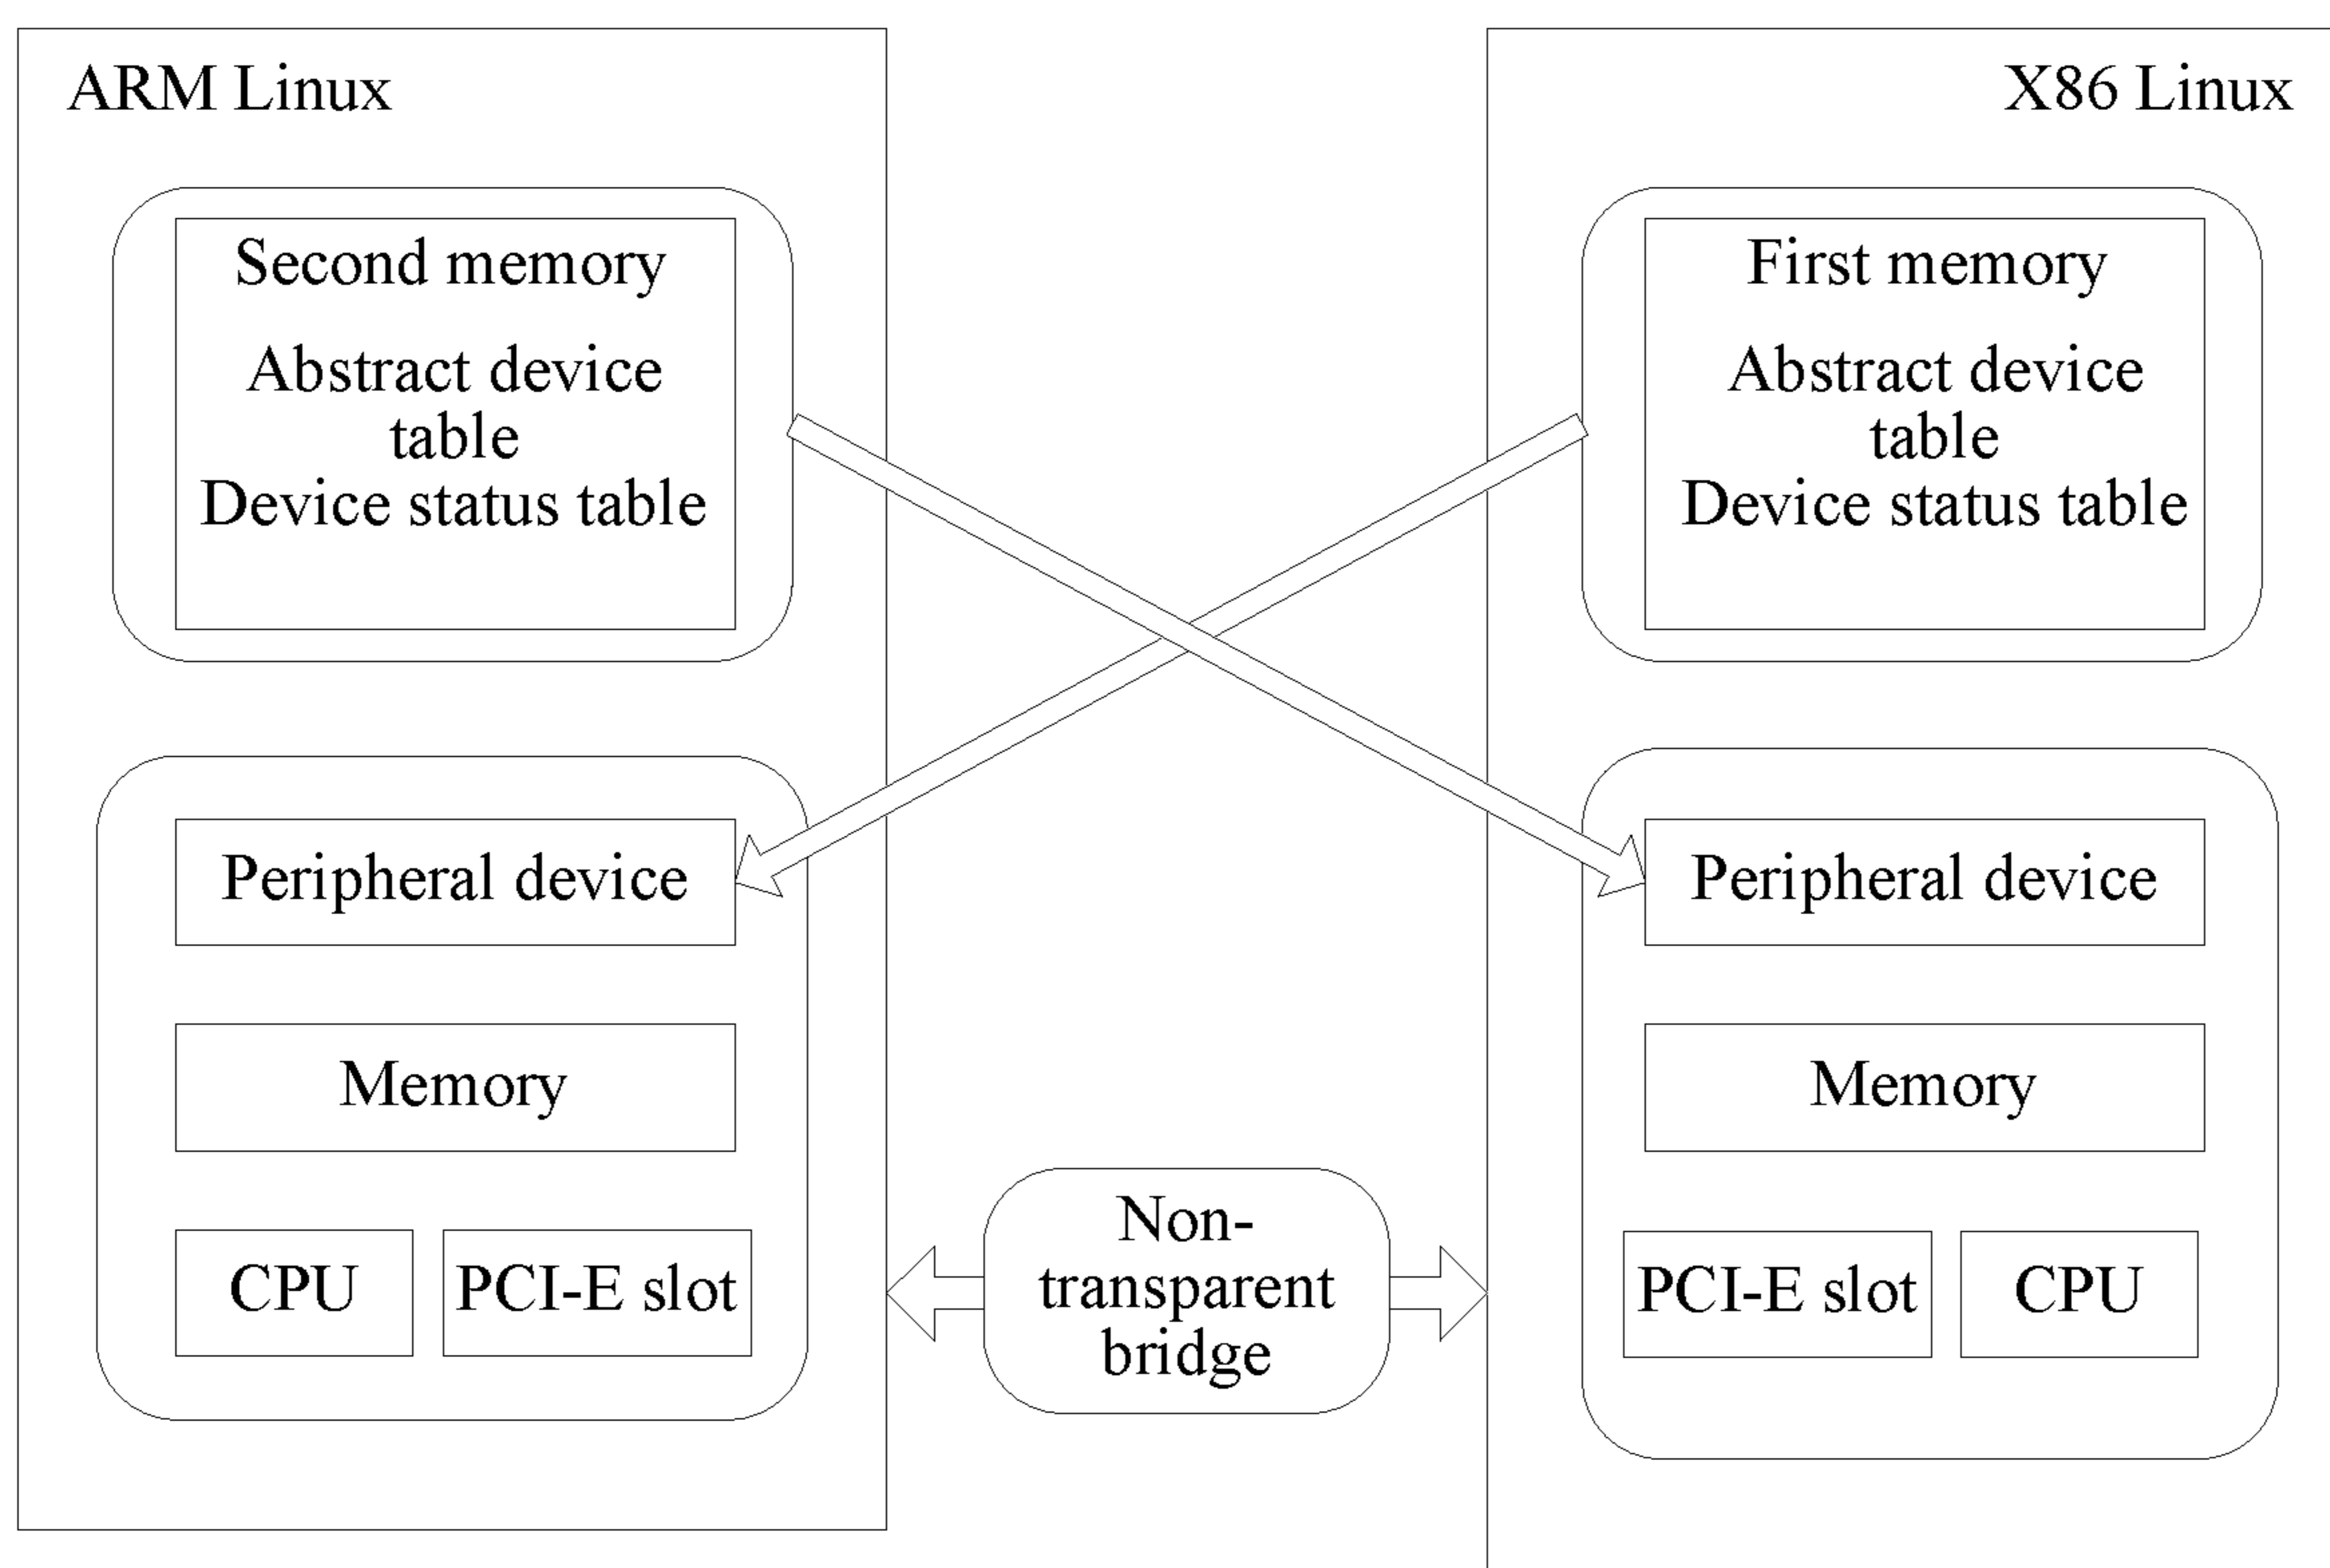 ARM Linux
Second memory
Abstract device
table
Device status table
Peripheral device
Memory
CPU
PCI-E slot
Non-
transparent
bridge
X86 Linux
First memory
Abstract device
table
Device status table
Peripheral device
Memory
PCI-E slot
CPU